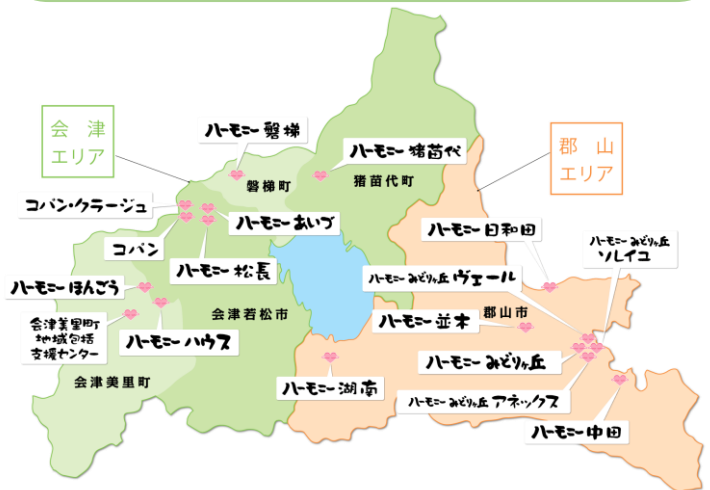 会津
エリア
郡山
エリア
ハーモニー 磐梯
ハーモニー 猪苗代
磐梯町
猪苗代町
コパン・クラージュ
ハーモニー あいづ
コパン
ハーモニー 松長
ハーモニー 日和田
ハーモニー みどりヶ丘
ソレイユ
ハーモニー みどりヶ丘 ヴェール
ハーモニー ほんごう
会津若松市
会津美里町
地域包括
支援センター
ハーモニー ハウス
ハーモニー 並木
郡山市
ハーモニー みどりヶ丘
会津美里町
ハーモニー 湖南
ハーモニー みどりヶ丘 アネックス
ハーモニー 中田